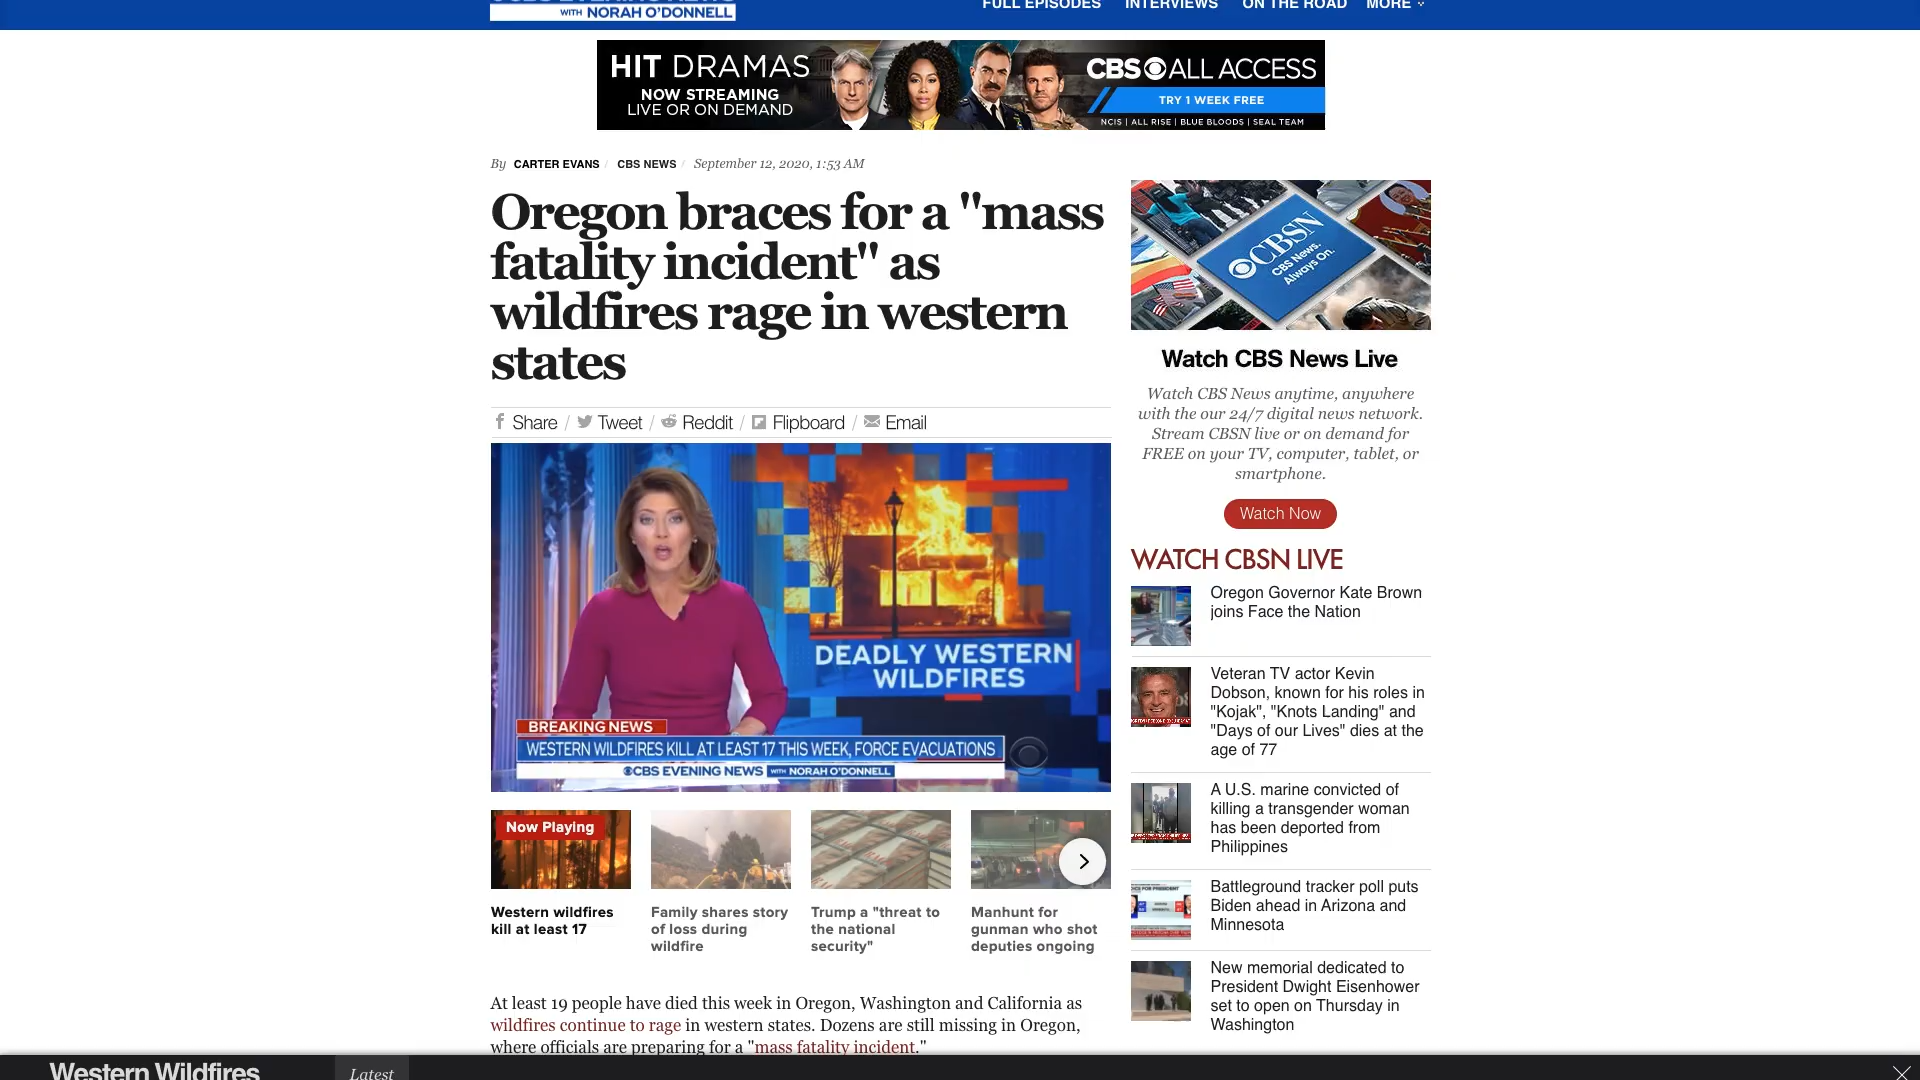 WITH NORAH O'DONNELL
FULL EPISODES
INTERVIEWS
ON THE ROAD
MORE
HIT DRAMAS
NOW STREAMING
LIVE OR ON DEMAND
CBS ALL ACCESS
TRY 1 WEEK FREE
NCIS | ALL RISE | BLUE BLOODS | SEAL TEAM
By CARTER EVANS / CBS NEWS / September 12, 2020, 1:53 AM
Oregon braces for a "mass
fatality incident" as
wildfires rage in western
states
Share / Tweet / Reddit / Flipboard / Email
DEADLY WESTERN
WILDFIRES
BREAKING NEWS
WESTERN WILDFIRES KILL AT LEAST 17 THIS WEEK, FORCE EVACUATIONS
CBS EVENING NEWS WITH NORAH O'DONNELL
Now Playing
Western wildfires
kill at least 17
Family shares story
of loss during
wildfire
Trump a "threat to
the national
security"
Manhunt for
gunman who shot
deputies ongoing
At least 19 people have died this week in Oregon, Washington and California as
wildfires continue to rage in western states. Dozens are still missing in Oregon,
where officials are preparing for a "mass fatality incident."
CBSN
CBS News.
Always On.
Watch CBS News Live
Watch CBS News anytime, anywhere
with the our 24/7 digital news network.
Stream CBSN live or on demand for
FREE on your TV, computer, tablet, or
smartphone.
Watch Now
WATCH CBSN LIVE
Oregon Governor Kate Brown
joins Face the Nation
Veteran TV actor Kevin
Dobson, known for his roles in
"Kojak", "Knots Landing" and
"Days of our Lives" dies at the
age of 77
A U.S. marine convicted of
killing a transgender woman
has been deported from
Philippines
Battleground tracker poll puts
Biden ahead in Arizona and
Minnesota
New memorial dedicated to
President Dwight Eisenhower
set to open on Thursday in
Washington
Western Wildfires
Latest